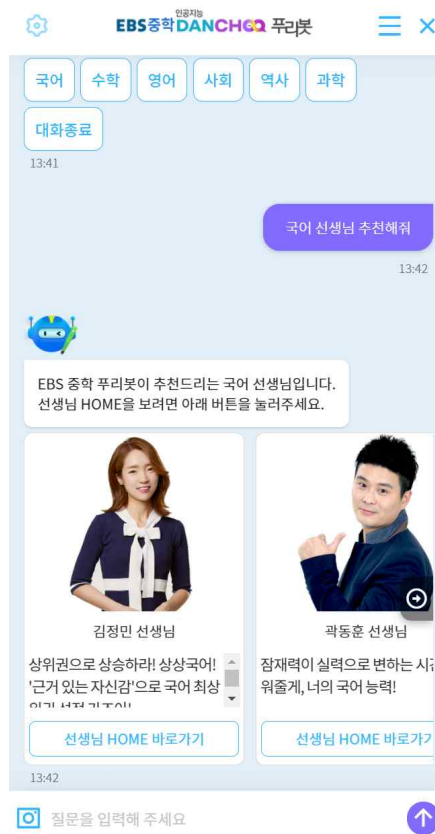 인공지능
EBS중학 DANCHOO 푸리봇
국어 수학 영어 사회 역사 과학
대화종료
13:41
국어 선생님 추천해줘
13:42
EBS 중학 푸리봇이 추천드리는 국어 선생님입니다.
선생님 HOME을 보려면 아래 버튼을 눌러주세요.
김정민 선생님
상위권으로 상승하라! 상상국어!
'근거 있는 자신감'으로 국어 최상
선생님 HOME 바로가기
곽동훈 선생님
잠재력이 실력으로 변하는 시
워줄게, 너의 국어 능력!
선생님 HOME 바로가
13:42
질문을 입력해 주세요